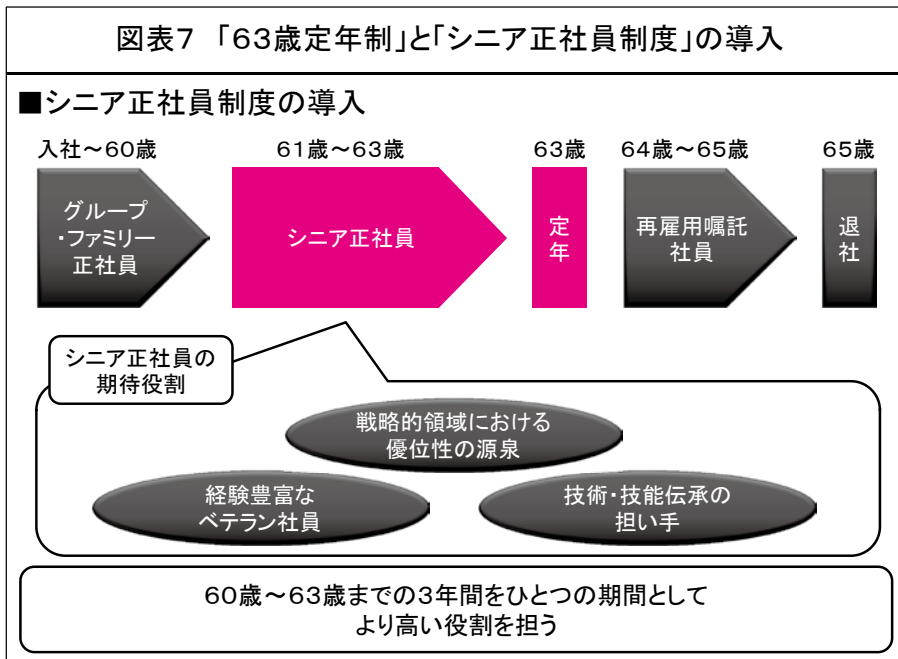 図表7 「63歳定年制」と「シニア正社員制度」の導入
■シニア正社員制度の導入
入社～60歳
61歳～63歳
63歳
64歳～65歳
65歳
グループ
・ファミリー
正社員
シニア正社員
定
年
再雇用嘱託
社員
退
社
シニア正社員の
期待役割
戦略的領域における
優位性の源泉
経験豊富な
ベテラン社員
技術・技能伝承の
担い手
60歳～63歳までの3年間をひとつの期間として
より高い役割を担う